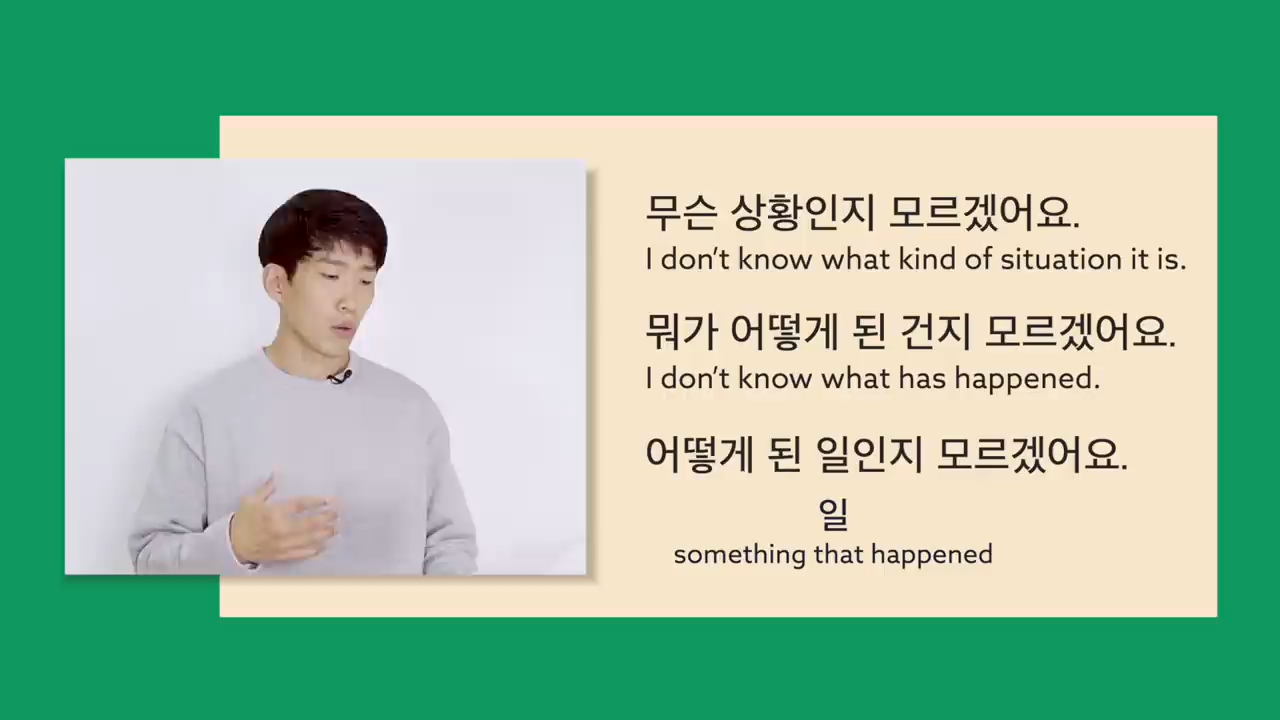 무슨 상황인지 모르겠어요.
I don't know what kind of situation it is.
뭐가 어떻게 된 건지 모르겠어요.
I don't know what has happened.
어떻게 된 일인지 모르겠어요.
일
something that happened